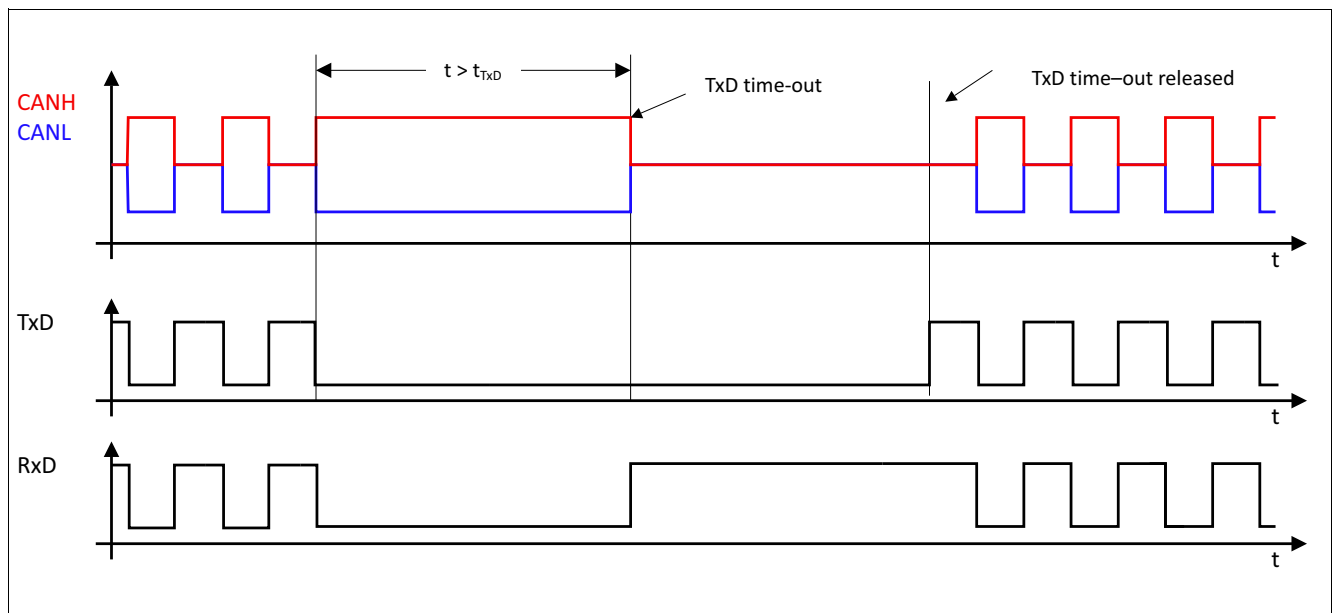 t > tTxD
TxD time-out
TxD time–out released
CANH
CANL
t
TxD
t
RxD
t